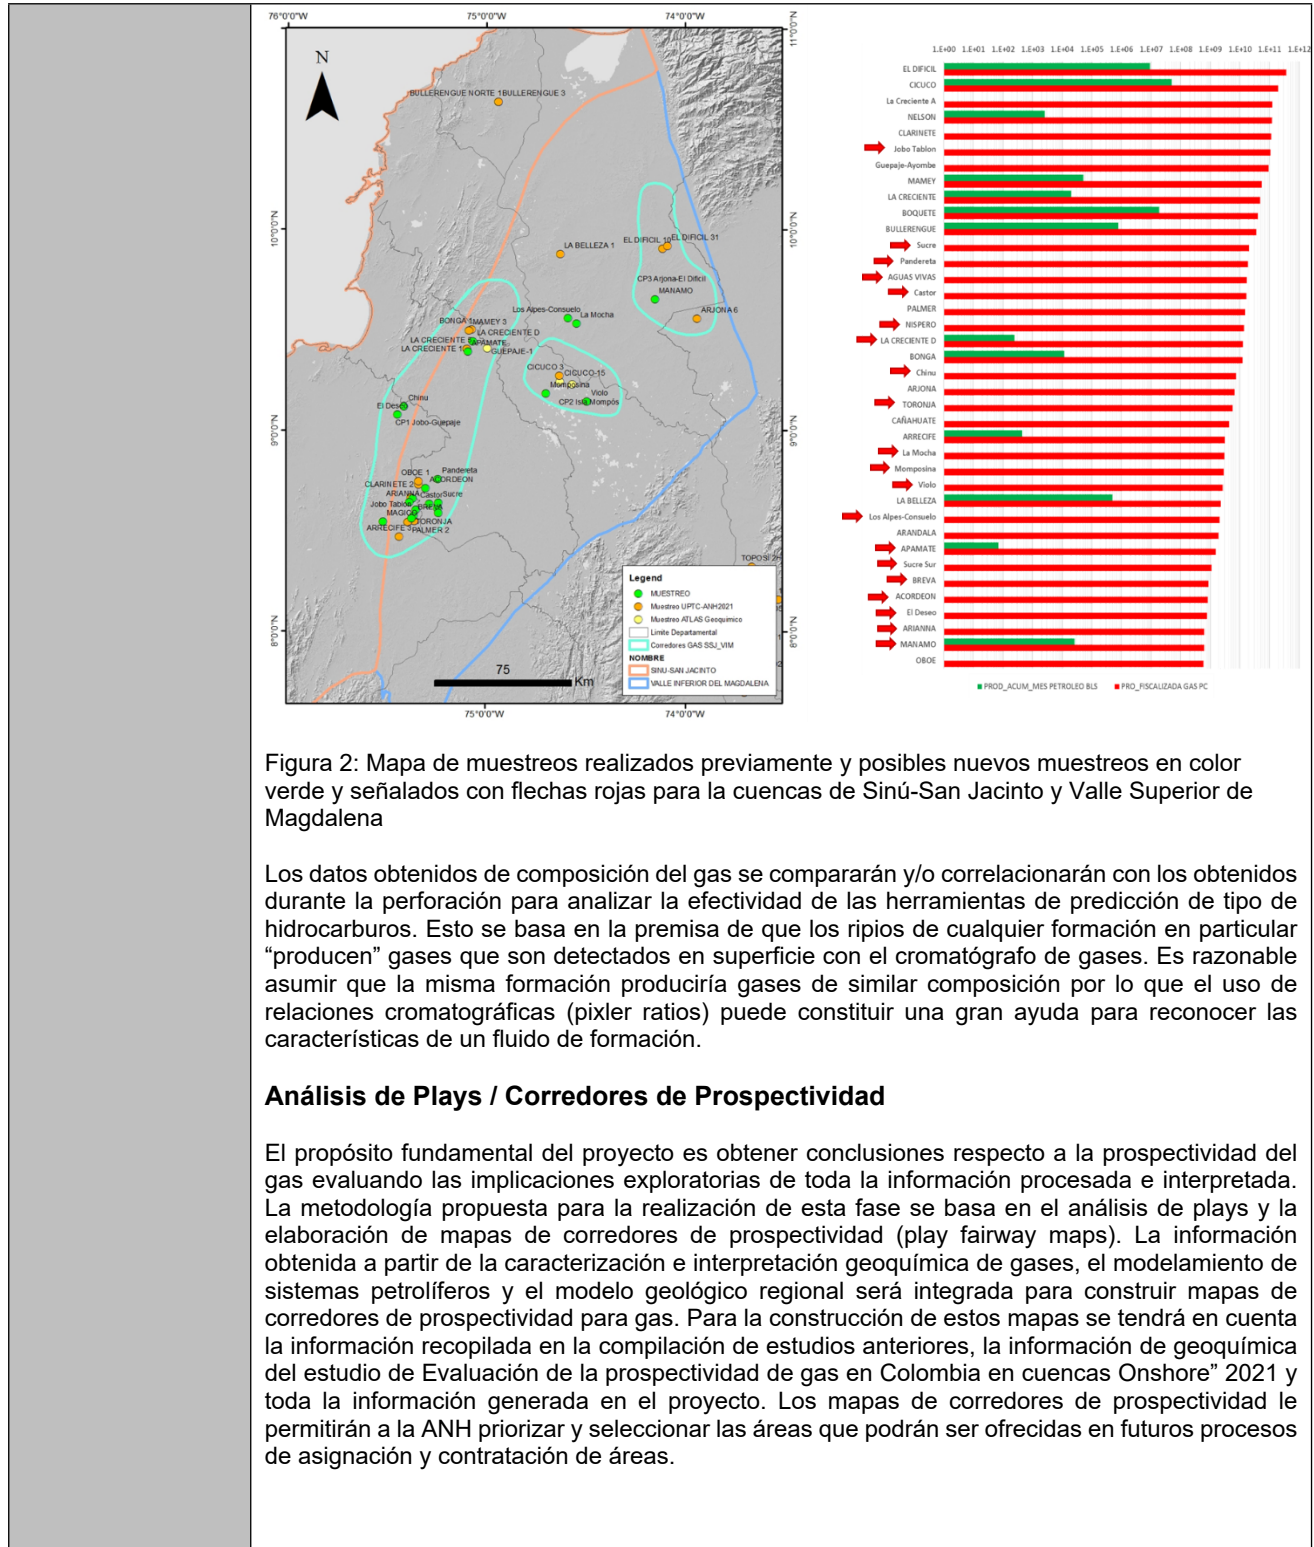 76°0'0"W 75°0'0"W 74°0'0"W
11°0'0"N
N
BULLERENGUE NORTE 1 BULLERENGUE 3
10°0'0"N 10°0'0"N
LA BELLEZA 1
EL DIFICIL 10 EL DIFICIL 31
CP3 Arjona-El Dificil
MANAMO
ARJONA 6
Los Alpes-Consuelo
La Mocha
BONGA 1 MAMEY 3
LA CRECIENTE D
LA CRECIENTE
APAMATE
LA CRECIENTE 1
GUEPAJE-1
CICUCO 3
CICUCO-15
Momposina
Violo
CP2 Isla Mompós
Chinu
El Deseo
CP1 Jobo-Guepaje
9°0'0"N 9°0'0"N
OBOE 1
Pandereta
ACORDEON
CLARINETE 2
ARIANNA
Castor
Sucre
Jobo Tablón
BREVA
MAGICO
TORONJA
ARRECIFE 3
PALMER 2
TOPOSI 2
8°0'0"N 8°0'0"N
Legend
MUESTREO
Muestreo UPTC-ANH2021
Muestreo ATLAS Geoquimico
Limite Departamental
Corredores GAS SSJ_VIM
NOMBRE
SINU-SAN JACINTO
VALLE INFERIOR DEL MAGDALENA
75
Km
75°0'0"W 74°0'0"W
1.E+00 1.E+01 1.E+02 1.E+03 1.E+04 1.E+05 1.E+06 1.E+07 1.E+08 1.E+09 1.E+10 1.E+11 1.E+12
EL DIFICIL
CICUCO
La Creciente A
NELSON
CLARINETE
Jobo Tablon
Guepaje-Ayombe
MAMEY
LA CRECIENTE
BOQUETE
BULLERENGUE
Sucre
Pandereta
AGUAS VIVAS
Castor
PALMER
NISPERO
LA CRECIENTE D
BONGA
Chinu
ARJONA
TORONJA
CAÑAHUATE
ARRECIFE
La Mocha
Momposina
Violo
LA BELLEZA
Los Alpes-Consuelo
ARANDALA
APAMATE
Sucre Sur
BREVA
ACORDEON
El Deseo
ARIANNA
MANAMO
OBOE
PROD_ACUM_MES PETROLEO BLS PRO_FISCALIZADA GAS PC
Figura 2: Mapa de muestreos realizados previamente y posibles nuevos muestreos en color
verde y señalados con flechas rojas para la cuencas de Sinú-San Jacinto y Valle Superior de
Magdalena
Los datos obtenidos de composición del gas se compararán y/o correlacionarán con los obtenidos
durante la perforación para analizar la efectividad de las herramientas de predicción de tipo de
hidrocarburos. Esto se basa en la premisa de que los ripios de cualquier formación en particular
“producen” gases que son detectados en superficie con el cromatógrafo de gases. Es razonable
asumir que la misma formación produciría gases de similar composición por lo que el uso de
relaciones cromatográficas (pixler ratios) puede constituir una gran ayuda para reconocer las
características de un fluido de formación.
Análisis de Plays / Corredores de Prospectividad
El propósito fundamental del proyecto es obtener conclusiones respecto a la prospectividad del
gas evaluando las implicaciones exploratorias de toda la información procesada e interpretada.
La metodología propuesta para la realización de esta fase se basa en el análisis de plays y la
elaboración de mapas de corredores de prospectividad (play fairway maps). La información
obtenida a partir de la caracterización e interpretación geoquímica de gases, el modelamiento de
sistemas petrolíferos y el modelo geológico regional será integrada para construir mapas de
corredores de prospectividad para gas. Para la construcción de estos mapas se tendrá en cuenta
la información recopilada en la compilación de estudios anteriores, la información de geoquímica
del estudio de Evaluación de la prospectividad de gas en Colombia en cuencas Onshore” 2021 y
toda la información generada en el proyecto. Los mapas de corredores de prospectividad le
permitirán a la ANH priorizar y seleccionar las áreas que podrán ser ofrecidas en futuros procesos
de asignación y contratación de áreas.